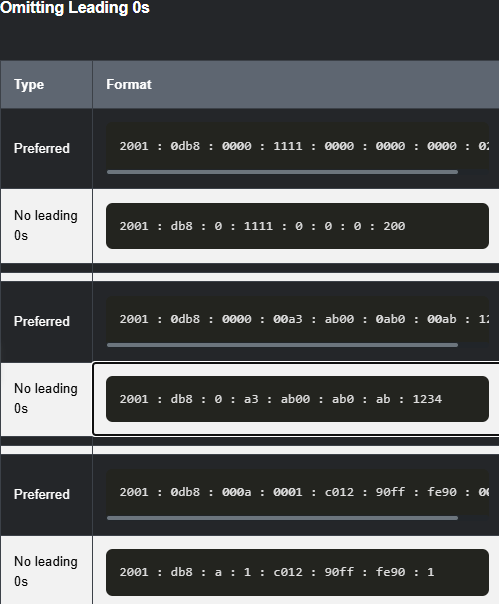 Omitting Leading 0s
Type Format
Preferred 2001 : 0db8 : 0000 : 1111 : 0000 : 0000 : 0000 : 02
No leading 0s 2001 : db8 : 0 : 1111 : 0 : 0 : 0 : 200
Preferred 2001 : 0db8 : 0000 : 00a3 : ab00 : 0ab0 : 00ab : 12
No leading 0s 2001 : db8 : 0 : a3 : ab00 : ab0 : ab : 1234
Preferred 2001 : 0db8 : 000a : 0001 : c012 : 90ff : fe90 : 00
No leading 0s 2001 : db8 : a : 1 : c012 : 90ff : fe90 : 1